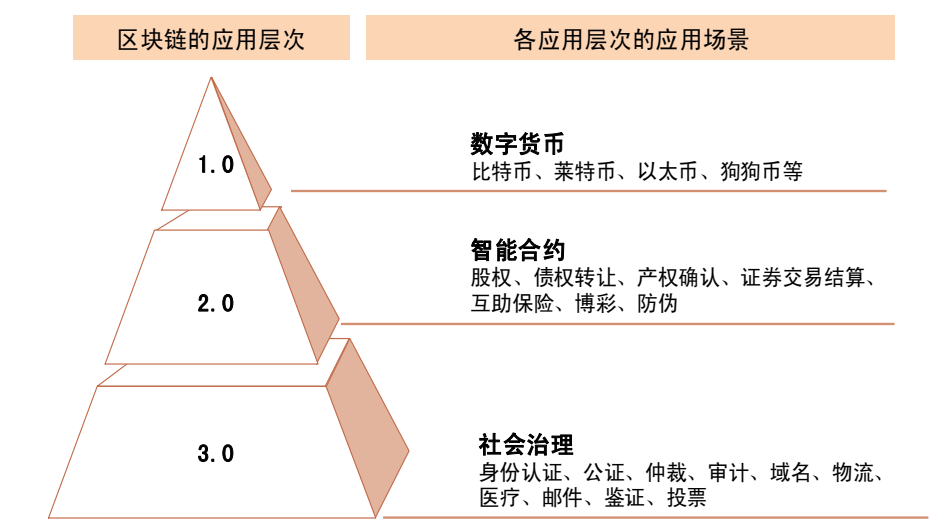 区块链的应用层次
各应用层次的应用场景
1.0
数字货币
比特币、莱特币、以太币、狗狗币等
2.0
智能合约
股权、债权转让、产权确认、证券交易结算、
互助保险、博彩、防伪
3.0
社会治理
身份认证、公证、仲裁、审计、域名、物流、
医疗、邮件、鉴证、投票